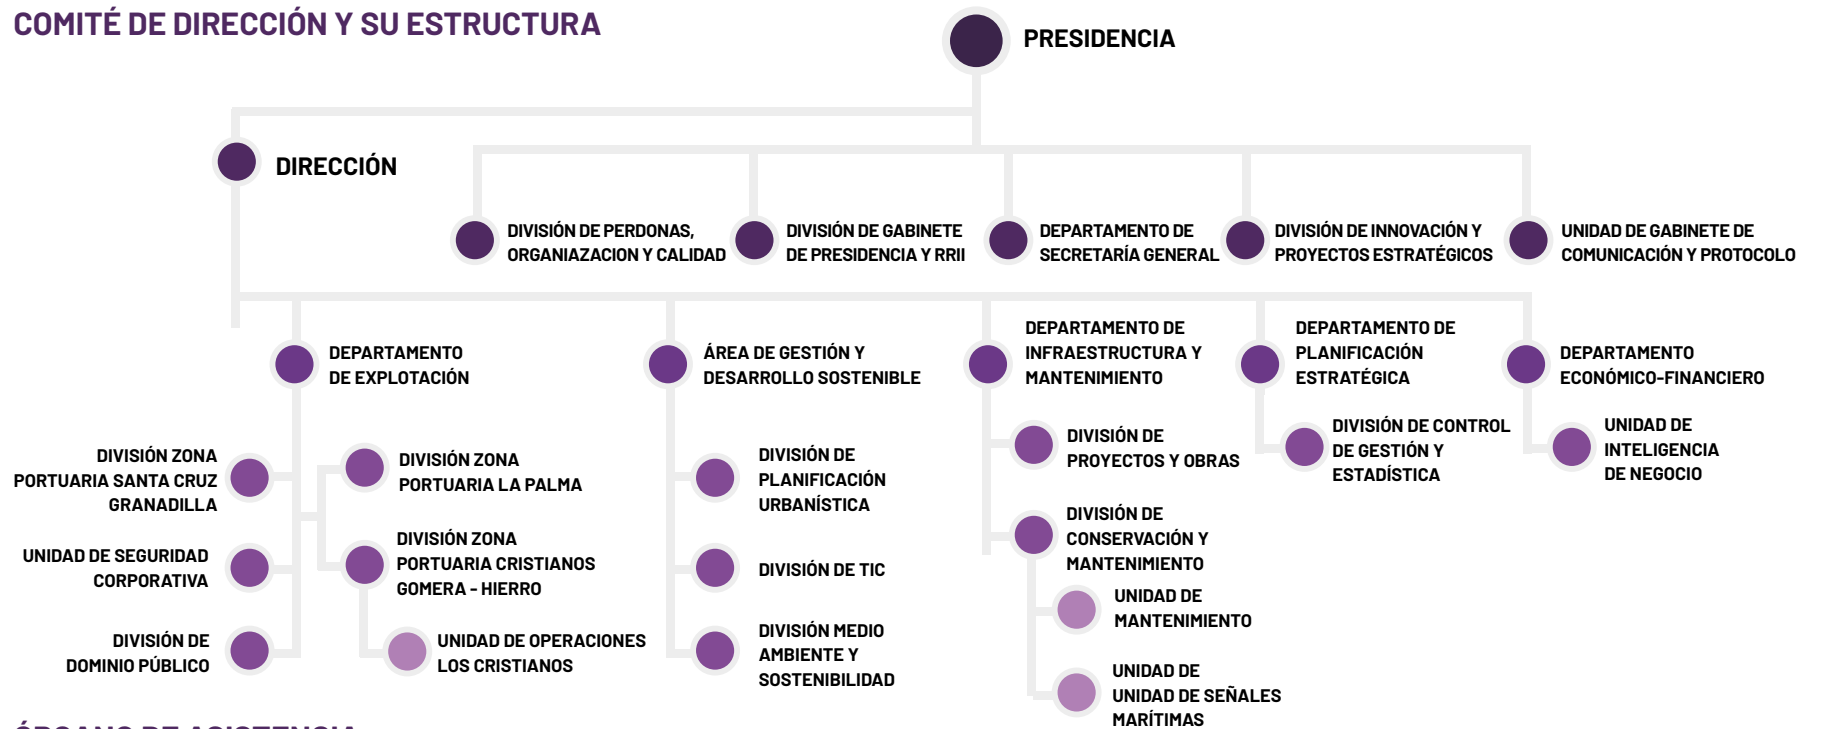 COMITÉ DE DIRECCIÓN Y SU ESTRUCTURA
PRESIDENCIA
DIRECCIÓN
DIVISIÓN DE PERDONAS,
ORGANIAZACION Y CALIDAD
DIVISIÓN DE GABINETE
DE PRESIDENCIA Y RRII
DEPARTAMENTO DE
SECRETARÍA GENERAL
DIVISIÓN DE INNOVACIÓN Y
PROYECTOS ESTRATÉGICOS
UNIDAD DE GABINETE DE
COMUNICACIÓN Y PROTOCOLO
DEPARTAMENTO
DE EXPLOTACIÓN
ÁREA DE GESTIÓN Y
DESARROLLO SOSTENIBLE
DEPARTAMENTO DE
INFRAESTRUCTURA Y
MANTENIMIENTO
DEPARTAMENTO DE
PLANIFICACIÓN
ESTRATÉGICA
DEPARTAMENTO
ECONÓMICO-FINANCIERO
DIVISIÓN ZONA
PORTUARIA SANTA CRUZ
GRANADILLA
UNIDAD DE SEGURIDAD
CORPORATIVA
DIVISIÓN DE
DOMINIO PÚBLICO
DIVISIÓN ZONA
PORTUARIA LA PALMA
DIVISIÓN ZONA
PORTUARIA CRISTIANOS
GOMERA - HIERRO
UNIDAD DE OPERACIONES
LOS CRISTIANOS
DIVISIÓN DE
PLANIFICACIÓN
URBANÍSTICA
DIVISIÓN DE TIC
DIVISIÓN MEDIO
AMBIENTE Y
SOSTENIBILIDAD
DIVISIÓN DE
PROYECTOS Y OBRAS
DIVISIÓN DE
CONSERVACIÓN Y
MANTENIMIENTO
UNIDAD DE
MANTENIMIENTO
UNIDAD DE
UNIDAD DE SEÑALES
MARÍTIMAS
DIVISIÓN DE CONTROL
DE GESTIÓN Y
ESTADÍSTICA
UNIDAD DE
INTELIGENCIA
DE NEGOCIO
ÓRGANO DE ASISTENCIA